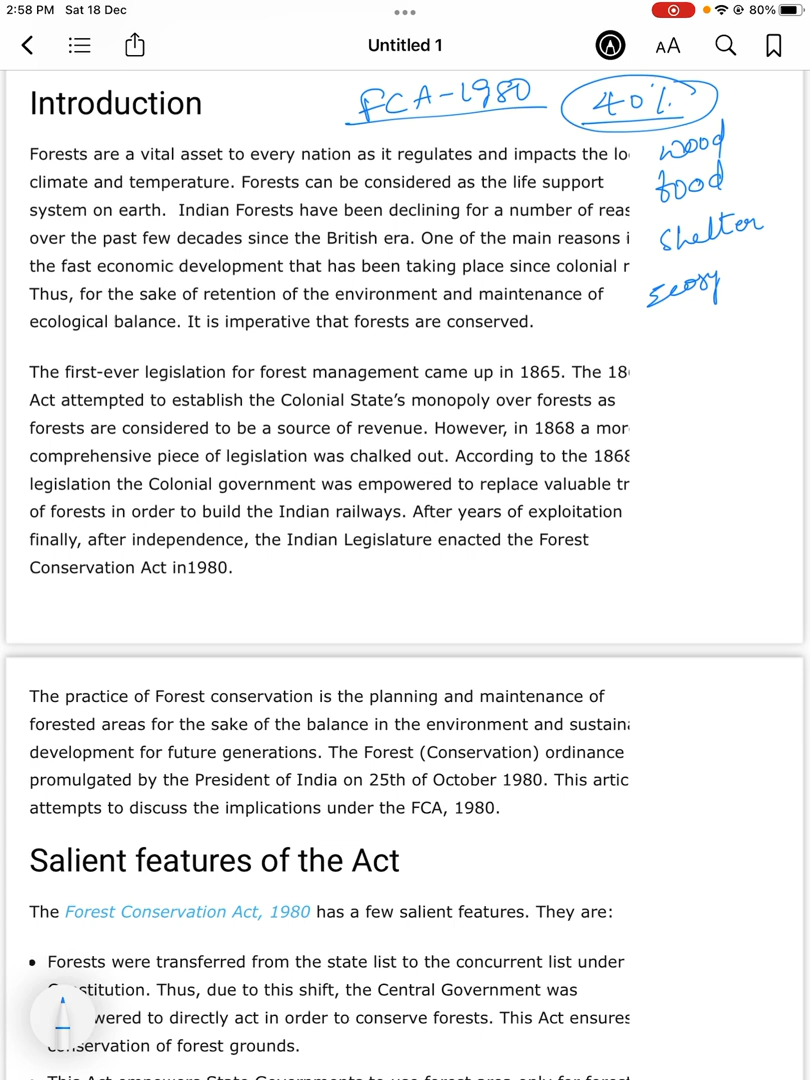 2:58 PM Sat 18 Dec
80%
Untitled 1
AA
Introduction
FCA-1980
40%
Forests are a vital asset to every nation as it regulates and impacts the lo
wood
climate and temperature. Forests can be considered as the life support
food
system on earth. Indian Forests have been declining for a number of reas
over the past few decades since the British era. One of the main reasons i
shelter
the fast economic development that has been taking place since colonial r
Thus, for the sake of retention of the environment and maintenance of
ecological balance. It is imperative that forests are conserved.
The first-ever legislation for forest management came up in 1865. The 18
Act attempted to establish the Colonial State’s monopoly over forests as
forests are considered to be a source of revenue. However, in 1868 a mor
comprehensive piece of legislation was chalked out. According to the 1868
legislation the Colonial government was empowered to replace valuable tr
of forests in order to build the Indian railways. After years of exploitation
finally, after independence, the Indian Legislature enacted the Forest
Conservation Act in1980.
The practice of Forest conservation is the planning and maintenance of
forested areas for the sake of the balance in the environment and sustaina
development for future generations. The Forest (Conservation) ordinance
promulgated by the President of India on 25th of October 1980. This artic
attempts to discuss the implications under the FCA, 1980.
Salient features of the Act
The Forest Conservation Act, 1980 has a few salient features. They are:
• Forests were transferred from the state list to the concurrent list under
stitution. Thus, due to this shift, the Central Government was
wered to directly act in order to conserve forests. This Act ensures
servation of forest grounds.